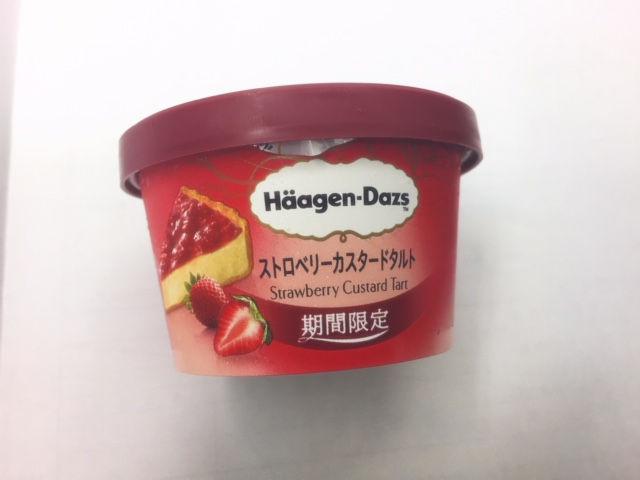 Häagen-Dazs
ストロベリーカスタードタルト
Strawberry Custard Tart
期間限定